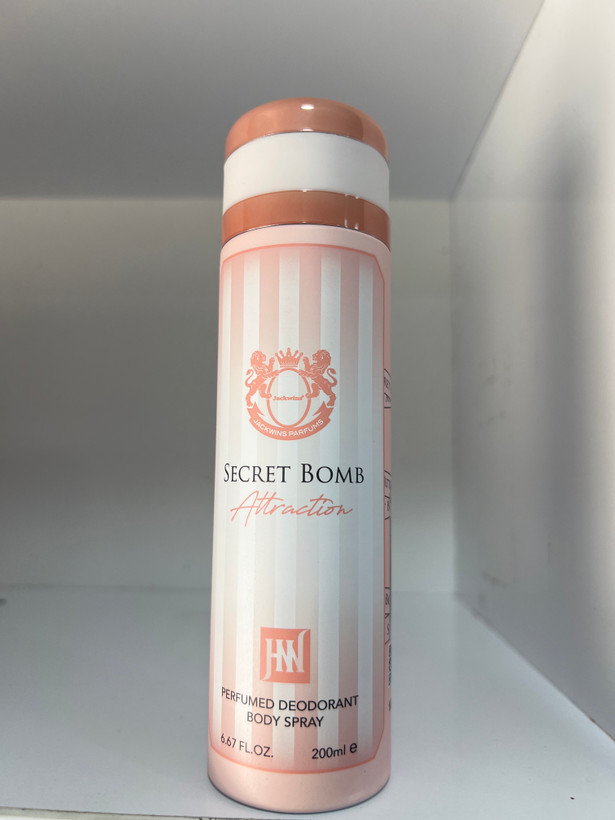 Jackwins®
JACKWINS PARFUMS
SECRET BOMB
Attraction
PERFUMED DEODORANT
BODY SPRAY
6.67 FL.OZ. 200ml e